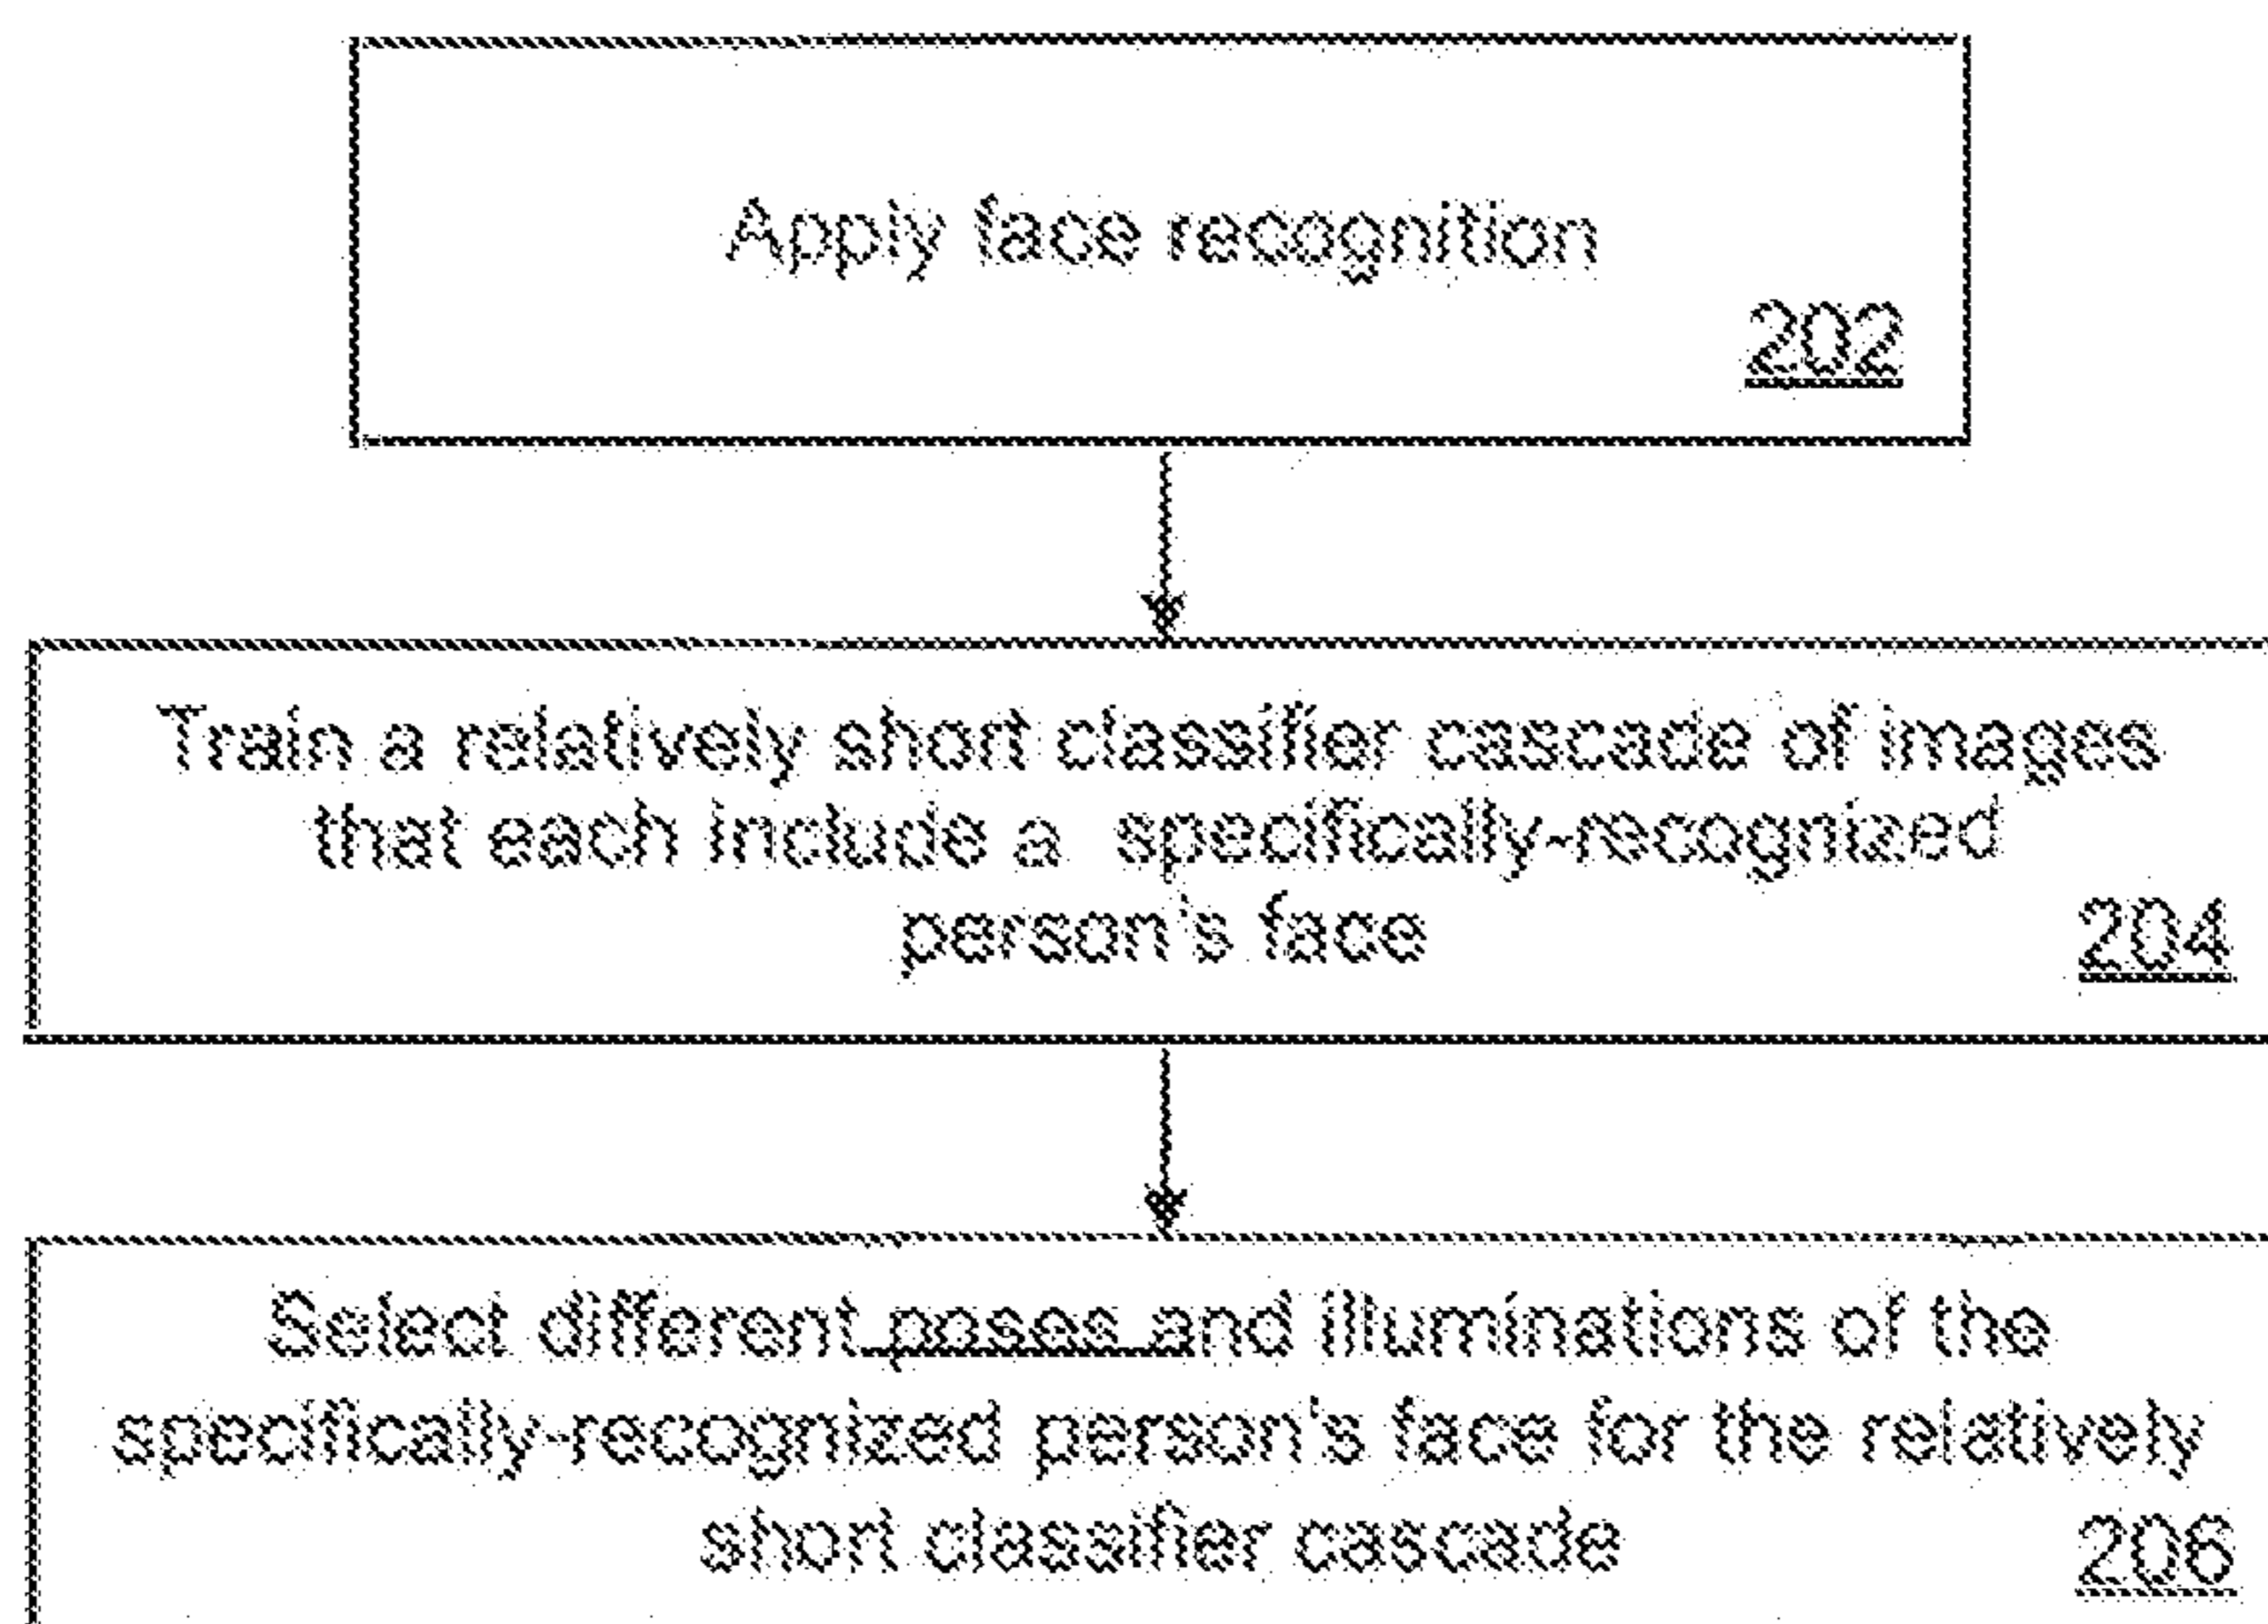 Apply face recognition
202
Train a relatively short classifier cascade of images
that each include a specifically-recognized
person's face
204
Select different poses and illuminations of the
specifically-recognized person's face for the relatively
short classifier cascade
206